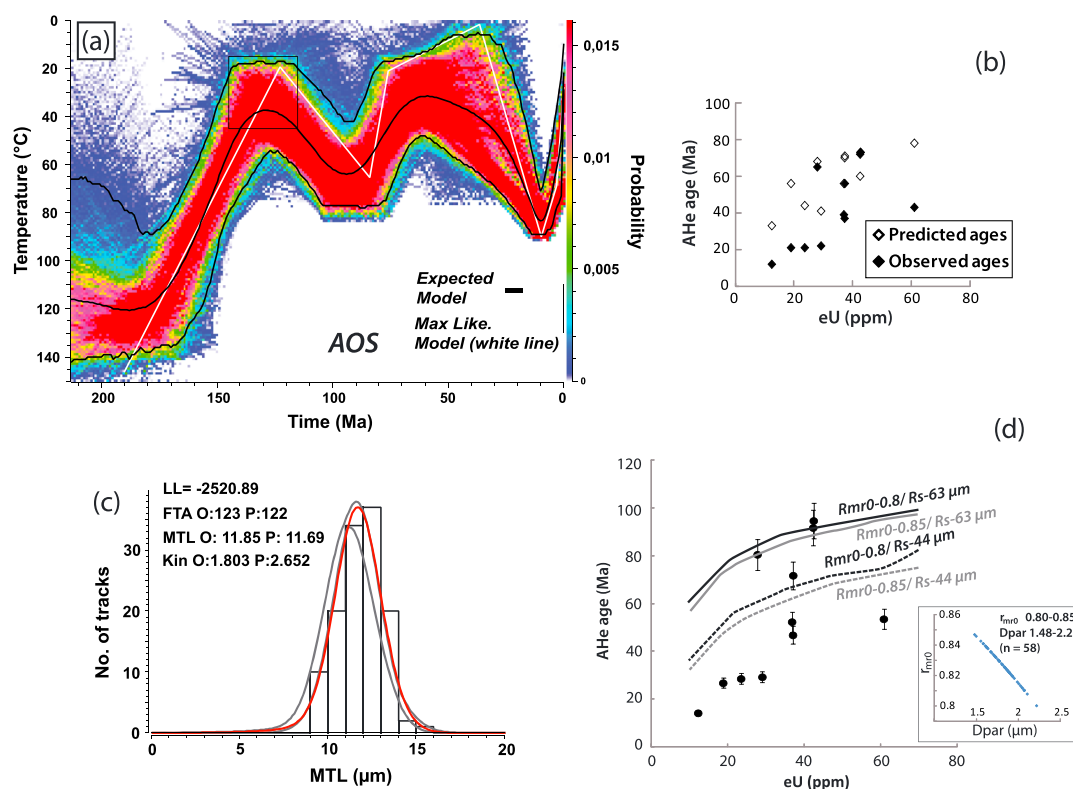 (a)
0
20
40
60
80
100
120
140
Temperature (°C)
200
150
100
50
0
Time (Ma)
Expected
Model
Max Like.
Model (white line)
AOS
0,015
0,010
0,005
0
Probability
(b)
100
80
60
40
20
0
AHe age (Ma)
Predicted ages
Observed ages
0 20 40 60 80
eU (ppm)
(c)
LL= -2520.89
FTA O:123 P:122
MTL O: 11.85 P: 11.69
Kin O:1.803 P:2.652
30
20
10
0
No. of tracks
0 5 10 15 20
MTL (µm)
(d)
120
100
80
60
40
20
0
AHe age (Ma)
Rmr0-0.8/ Rs-63 µm
Rmr0-0.85/ Rs-63 µm
Rmr0-0.8/ Rs-44 µm
Rmr0-0.85/ Rs-44 µm
0 20 40 60 80
eU (ppm)
0.86
0.84
0.82
0.8
rmr0
rmr0 0.80-0.85
Dpar 1.48-2.2
(n = 58)
1.5 2 2.5
Dpar (µm)